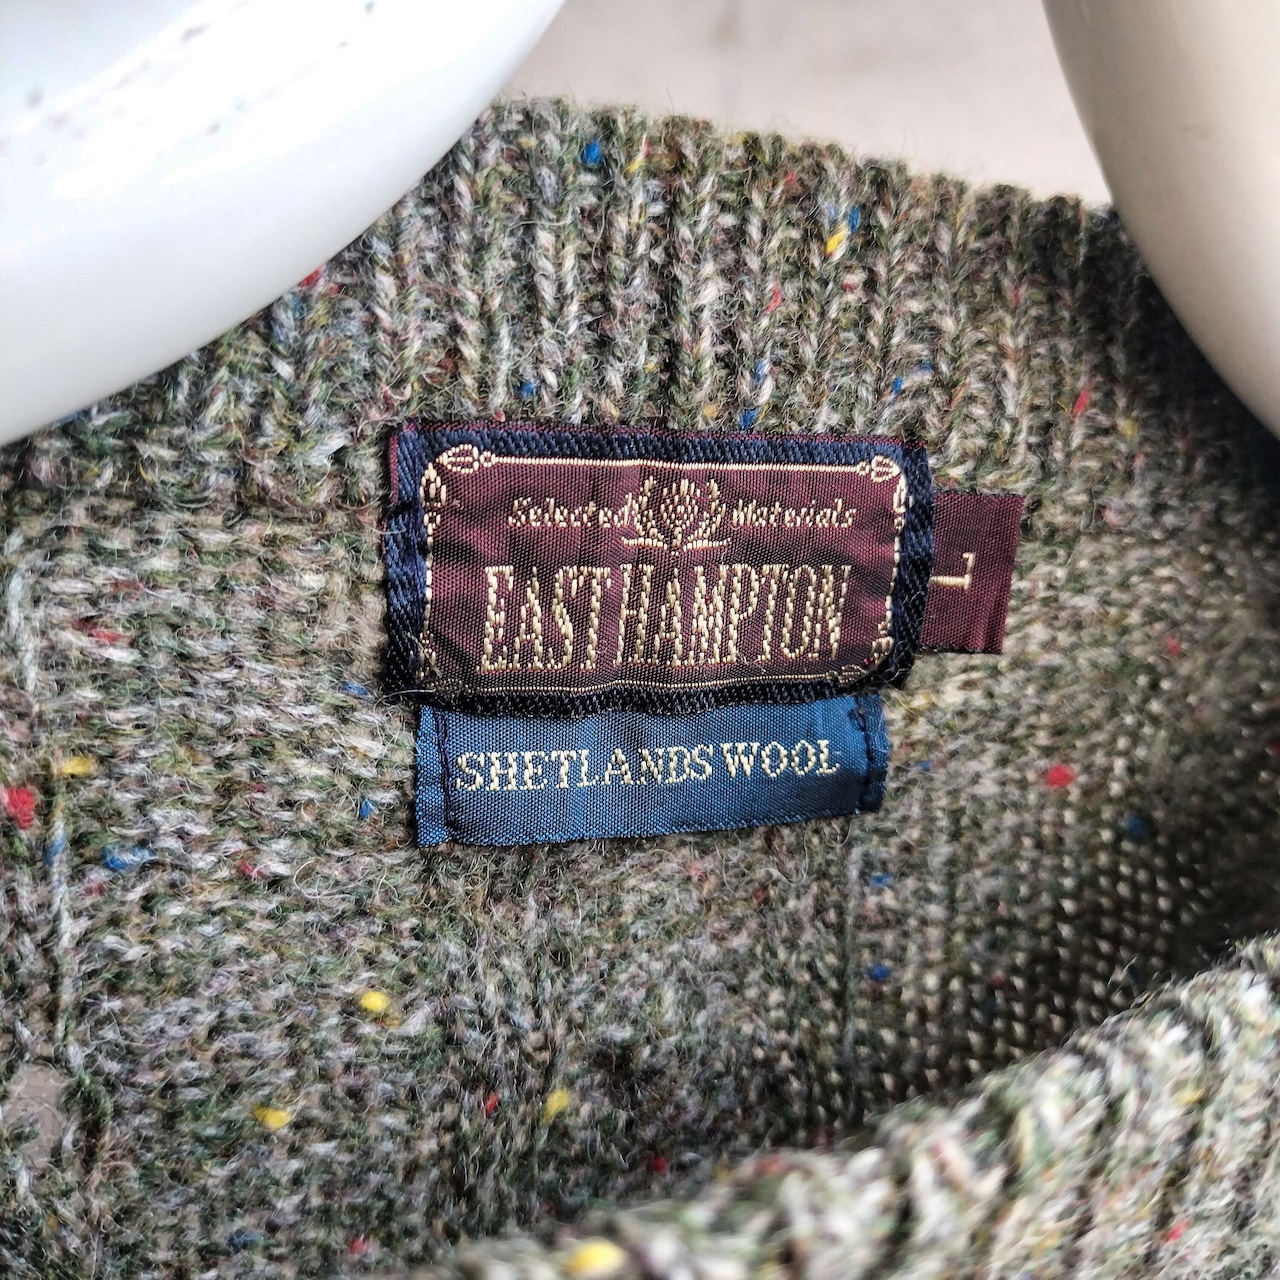 Selected Materials
EAST HAMPTON
L
SHETLANDS WOOL